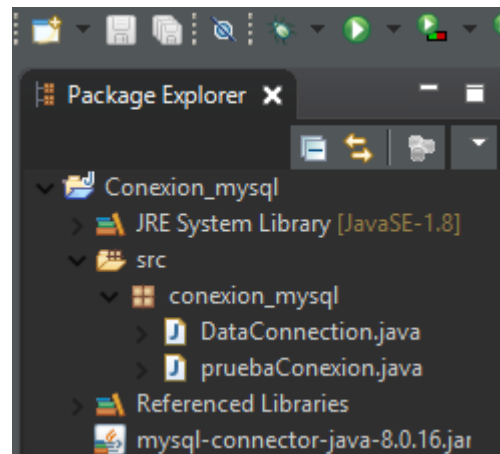 Package Explorer
Conexion_mysql
JRE System Library [JavaSE-1.8]
src
conexion_mysql
DataConnection.java
pruebaConexion.java
Referenced Libraries
mysql-connector-java-8.0.16.jar